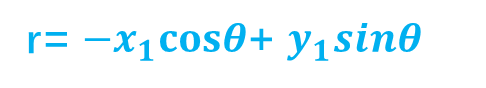 r= −x₁cosθ+ y₁sinθ